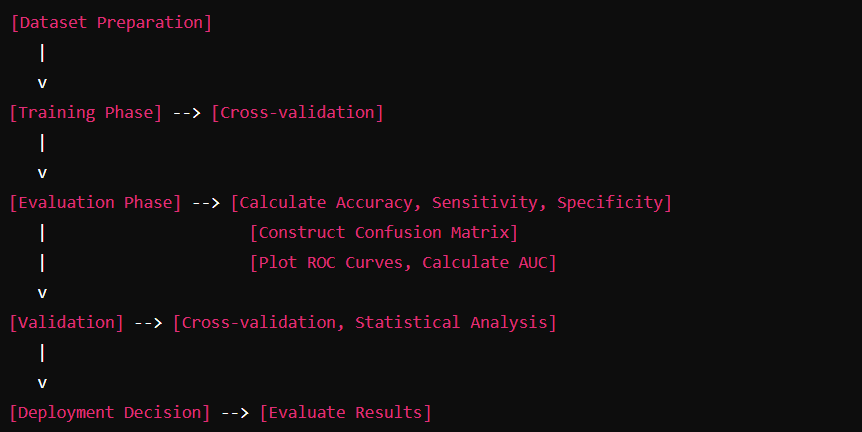 [Dataset Preparation]
|
v
[Training Phase] --> [Cross-validation]
|
v
[Evaluation Phase] --> [Calculate Accuracy, Sensitivity, Specificity]
| [Construct Confusion Matrix]
| [Plot ROC Curves, Calculate AUC]
v
[Validation] --> [Cross-validation, Statistical Analysis]
|
v
[Deployment Decision] --> [Evaluate Results]